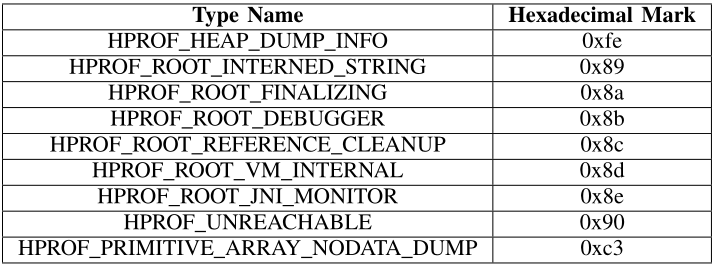 Type Name Hexadecimal Mark
HPROF_HEAP_DUMP_INFO 0xfe
HPROF_ROOT_INTERNED_STRING 0x89
HPROF_ROOT_FINALIZING 0x8a
HPROF_ROOT_DEBUGGER 0x8b
HPROF_ROOT_REFERENCE_CLEANUP 0x8c
HPROF_ROOT_VM_INTERNAL 0x8d
HPROF_ROOT_JNI_MONITOR 0x8e
HPROF_UNREACHABLE 0x90
HPROF_PRIMITIVE_ARRAY_NODATA_DUMP 0xc3